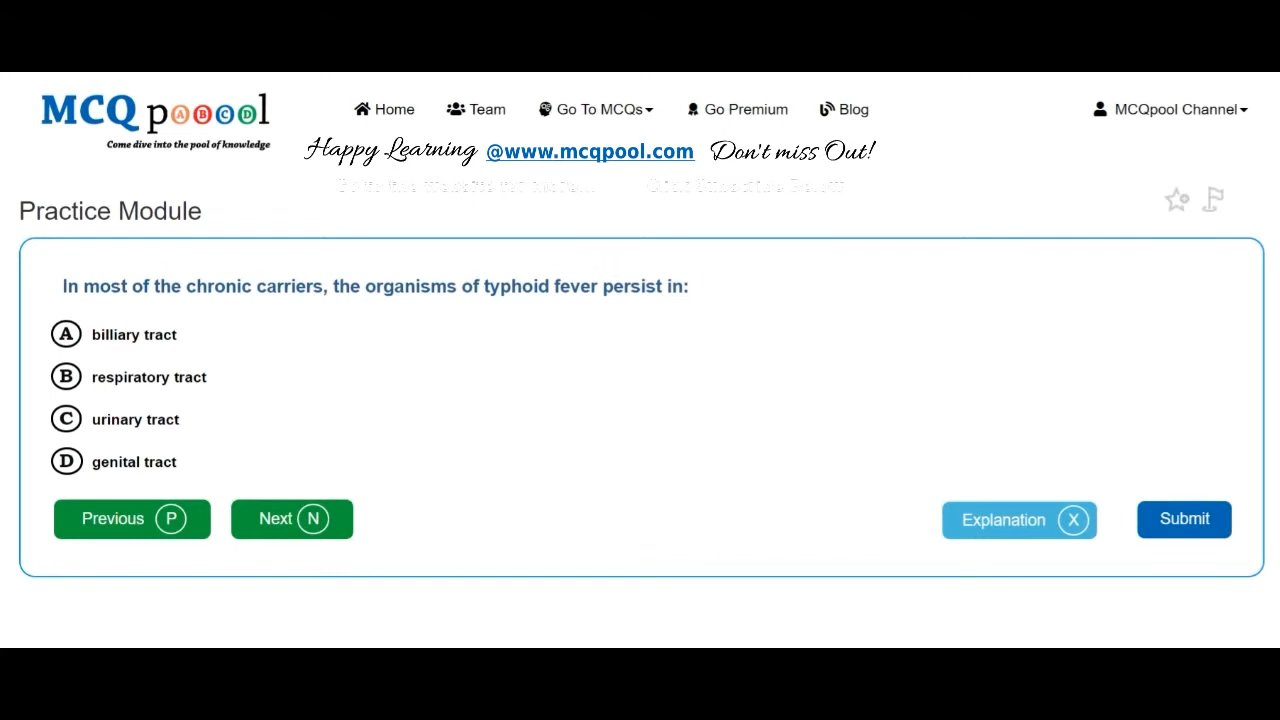 MCQ pooool
Come dive into the pool of knowledge
Home Team Go To MCQs Go Premium Blog MCQpool Channel
Happy Learning @www.mcqpool.com Don't miss Out!
Practice Module
In most of the chronic carriers, the organisms of typhoid fever persist in:
A billiary tract
B respiratory tract
C urinary tract
D genital tract
Previous P Next N Explanation X Submit